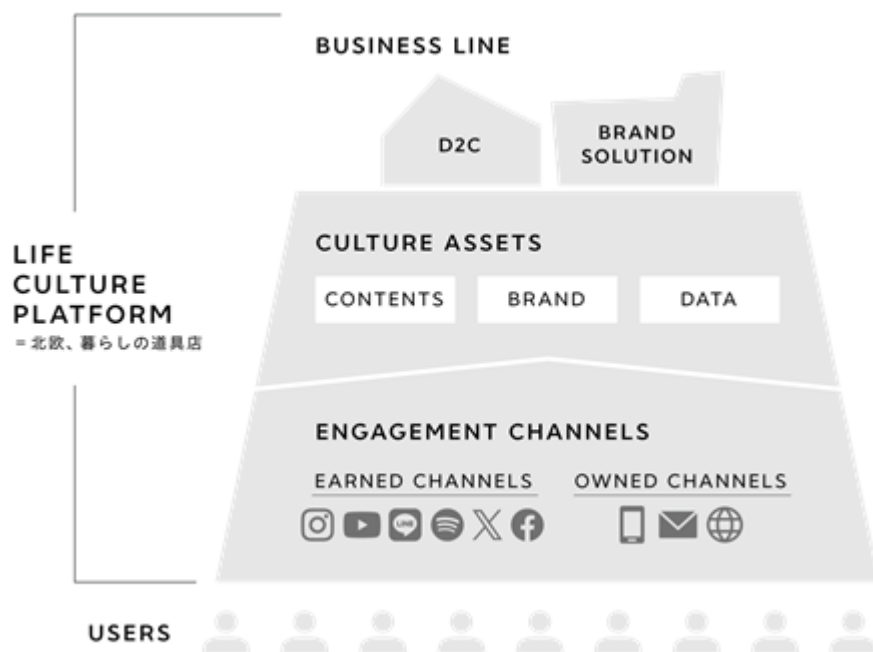 BUSINESS LINE
D2C
BRAND
SOLUTION
LIFE
CULTURE
PLATFORM
= 北欧、暮らしの道具店
CULTURE ASSETS
CONTENTS
BRAND
DATA
ENGAGEMENT CHANNELS
EARNED CHANNELS
OWNED CHANNELS
LINE
USERS